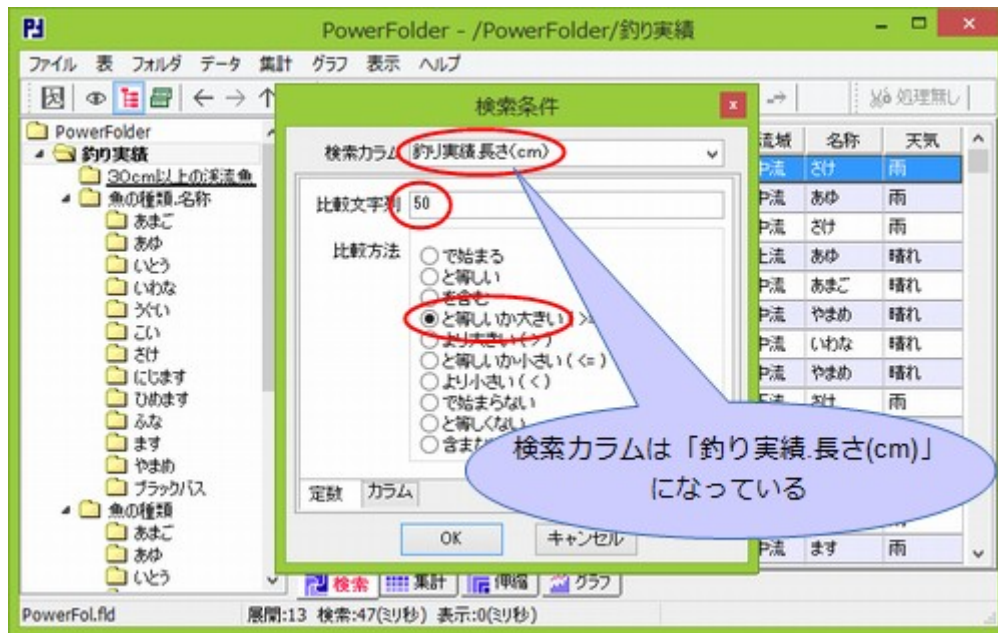 PowerFolder - /PowerFolder/釣り実績
ファイル 表 フォルダ データ 集計 グラフ 表示 ヘルプ
処理無し
PowerFolder
釣り実績
30cm以上の渓流魚
魚の種類.名称
あまご
あゆ
いとう
いわな
うぐい
こい
さけ
にじます
ひめます
ふな
ます
やまめ
ブラックバス
魚の種類
あまご
あゆ
いとう
検索条件
検索カラム 釣り実績.長さ(cm)
比較文字列 50
比較方法
で始まる
と等しい
を含む
と等しいか大きい( >=
より大きい( > )
と等しいか小さい( <= )
より小さい( < )
で始まらない
と等しくない
含まな
定数 カラム
OK キャンセル
流域 名称 天気
中流 さけ 雨
中流 あゆ 雨
中流 さけ 雨
上流 あゆ 晴れ
中流 あまご 晴れ
中流 やまめ 晴れ
中流 いわな 晴れ
中流 やまめ 晴れ
さけ 雨
中流 ます 雨
検索カラムは「釣り実績.長さ(cm)」
になっている
検索 集計 伸縮 グラフ
PowerFol.fld 展開:13 検索:47(ミリ秒) 表示:0(ミリ秒)